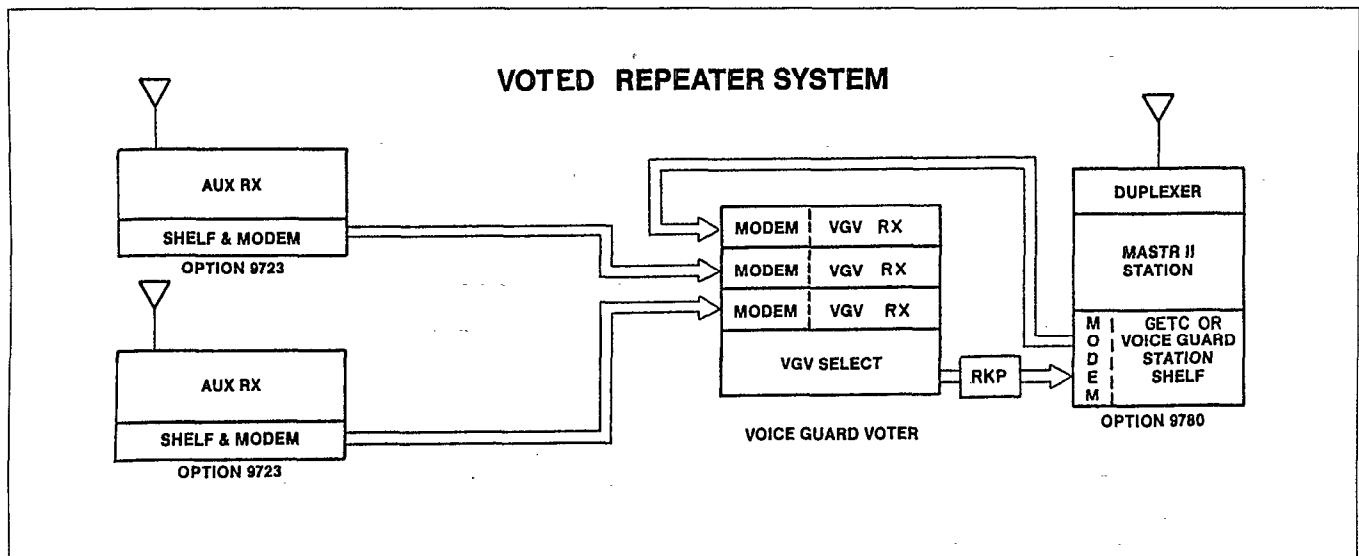 VOTED REPEATER SYSTEM
AUX RX
SHELF & MODEM
OPTION 9723
AUX RX
SHELF & MODEM
OPTION 9723
MODEM VGV RX
MODEM VGV RX
MODEM VGV RX
VGV SELECT
VOICE GUARD VOTER
RKP
DUPLEXER
MASTR II
STATION
MODEM
GETC OR
VOICE GUARD
STATION
SHELF
OPTION 9780